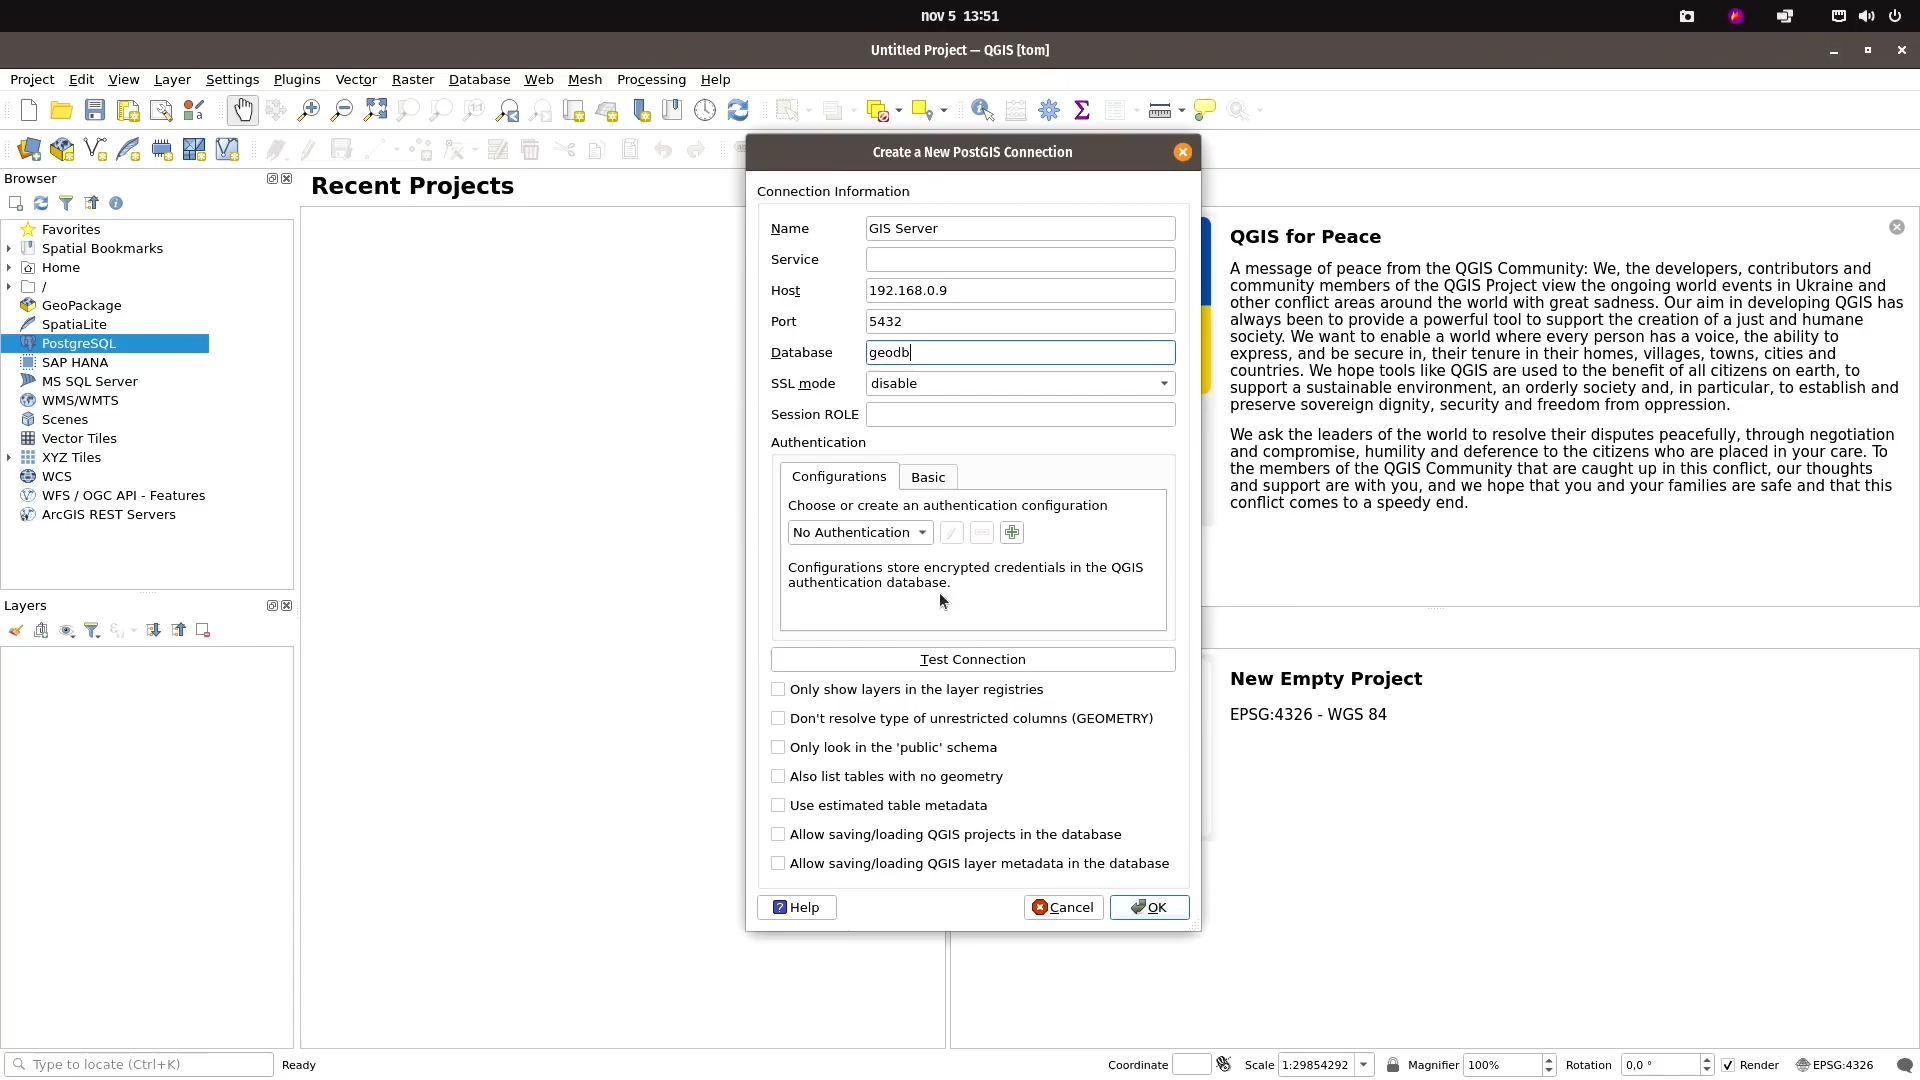 nov 5 13:51
Untitled Project — QGIS [tom]
Project Edit View Layer Settings Plugins Vector Raster Database Web Mesh Processing Help
Browser
Favorites
Spatial Bookmarks
Home
/
GeoPackage
SpatiaLite
PostgreSQL
SAP HANA
MS SQL Server
WMS/WMTS
Scenes
Vector Tiles
XYZ Tiles
WCS
WFS / OGC API - Features
ArcGIS REST Servers
Layers
Recent Projects
Create a New PostGIS Connection
Connection Information
Name GIS Server
Service
Host 192.168.0.9
Port 5432
Database geodb
SSL mode disable
Session ROLE
Authentication
Configurations Basic
Choose or create an authentication configuration
No Authentication
Configurations store encrypted credentials in the QGIS
authentication database.
Test Connection
Only show layers in the layer registries
Don't resolve type of unrestricted columns (GEOMETRY)
Only look in the 'public' schema
Also list tables with no geometry
Use estimated table metadata
Allow saving/loading QGIS projects in the database
Allow saving/loading QGIS layer metadata in the database
Help Cancel OK
QGIS for Peace
A message of peace from the QGIS Community: We, the developers, contributors and
community members of the QGIS Project view the ongoing world events in Ukraine and
other conflict areas around the world with great sadness. Our aim in developing QGIS has
always been to provide a powerful tool to support the creation of a just and humane
society. We want to enable a world where every person has a voice, the ability to
express, and be secure in, their tenure in their homes, villages, towns, cities and
countries. We hope tools like QGIS are used to the benefit of all citizens on earth, to
support a sustainable environment, an orderly society and, in particular, to establish and
preserve sovereign dignity, security and freedom from oppression.
We ask the leaders of the world to resolve their disputes peacefully, through negotiation
and compromise, humility and deference to the citizens who are placed in your care. To
the members of the QGIS Community that are caught up in this conflict, our thoughts
and support are with you, and we hope that you and your families are safe and that this
conflict comes to a speedy end.
New Empty Project
EPSG:4326 - WGS 84
Type to locate (Ctrl+K) Ready Coordinate Scale 1:29854292 Magnifier 100% Rotation 0,0 ° Render EPSG:4326